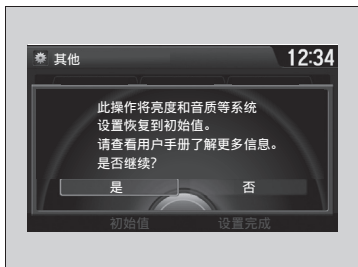 其他
12:34
此操作将亮度和音质等系统
设置恢复到初始值。
请查看用户手册了解更多信息。
是否继续？
是
否
初始值
设置完成